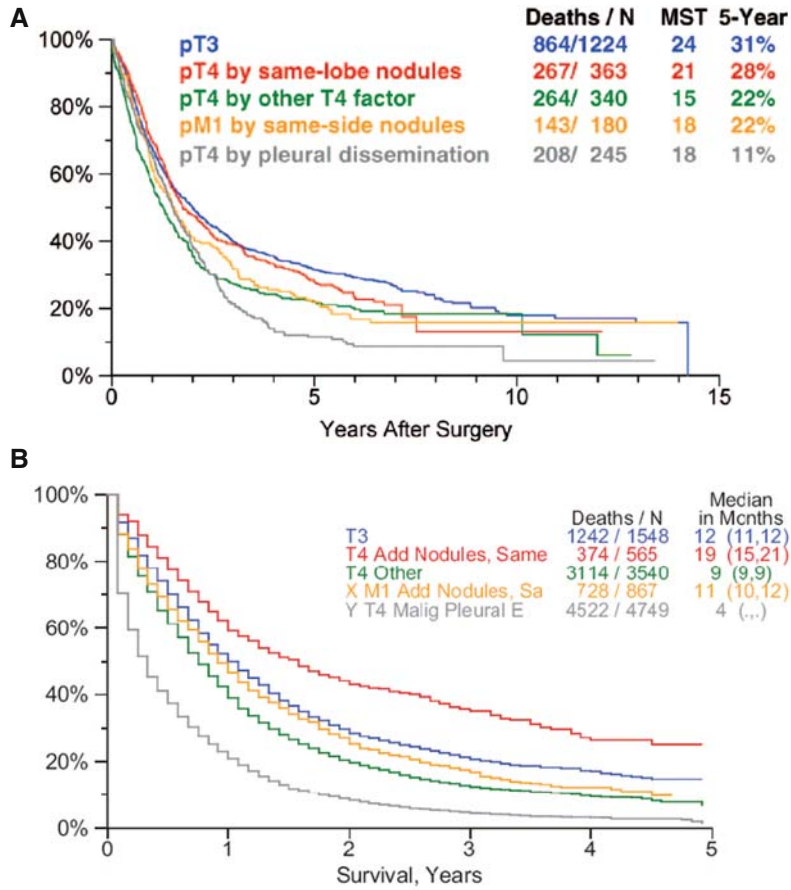 A
Deaths / N MST 5-Year
100% pT3 864/1224 24 31%
pT4 by same-lobe nodules 267/ 363 21 28%
80% pT4 by other T4 factor 264/ 340 15 22%
pM1 by same-side nodules 143/ 180 18 22%
60% pT4 by pleural dissemination 208/ 245 18 11%
40%
20%
0%
0 5 10 15
Years After Surgery
B
100%
Median
Deaths / N in Months
T3 1242 / 1548 12 (11,12)
T4 Add Nodules, Same 374 / 565 19 (15,21)
80% T4 Other 3114 / 3540 9 (9,9)
X M1 Add Nodules, Sa 728 / 867 11 (10,12)
Y T4 Malig Pleural E 4522 / 4749 4 (.,.)
60%
40%
20%
0%
0 1 2 3 4 5
Survival, Years